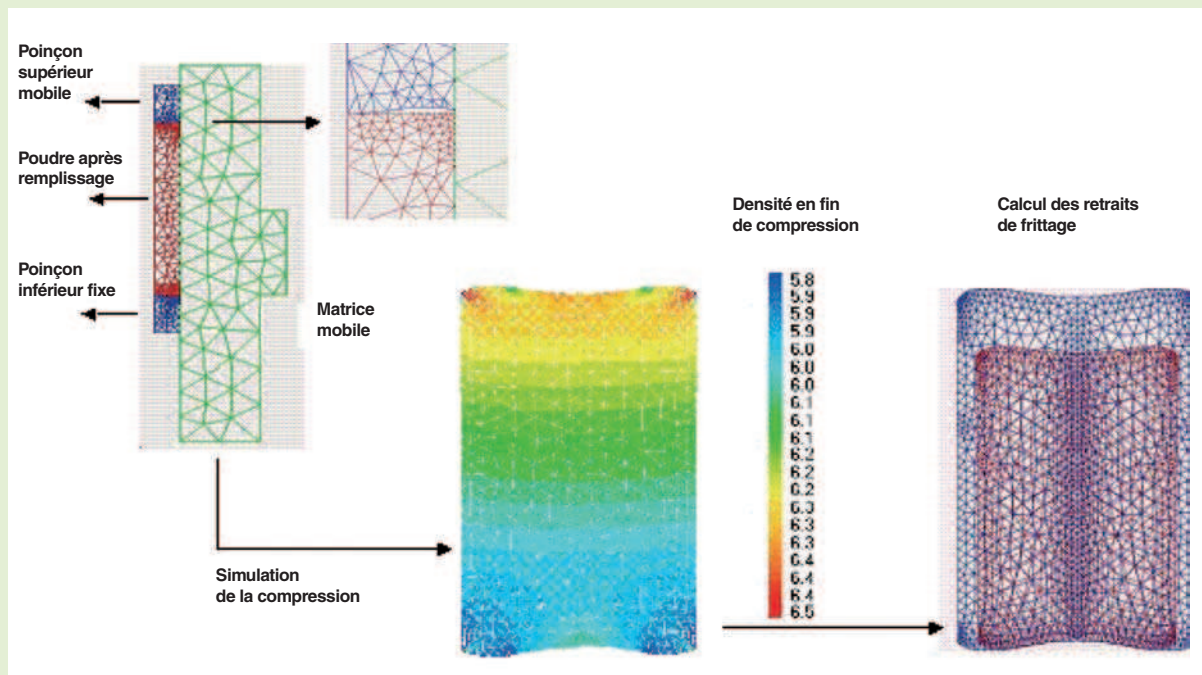 Poinçon
supérieur
mobile
Poudre après
remplissage
Poinçon
inférieur fixe
Matrice
mobile
Simulation
de la compression
Densité en fin
de compression
5.8
5.9
5.9
5.9
6.0
6.0
6.0
6.1
6.1
6.1
6.2
6.2
6.2
6.3
6.3
6.4
6.4
6.4
6.5
Calcul des retraits
de frittage